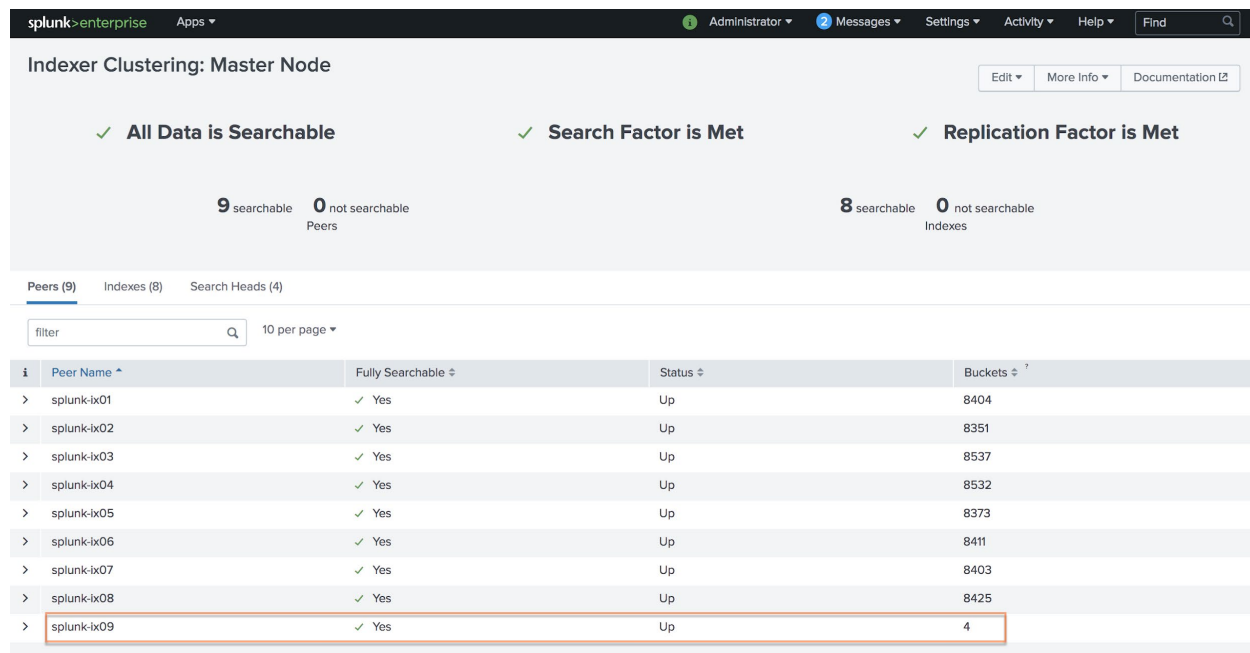 splunk>enterprise Apps i Administrator 2 Messages Settings Activity Help Find
Indexer Clustering: Master Node
Edit More Info Documentation
All Data is Searchable Search Factor is Met Replication Factor is Met
9 searchable 0 not searchable 8 searchable 0 not searchable
Peers Indexes
Peers (9) Indexes (8) Search Heads (4)
filter 10 per page
i Peer Name Fully Searchable Status Buckets ?
splunk-ix01 Yes Up 8404
splunk-ix02 Yes Up 8351
splunk-ix03 Yes Up 8537
splunk-ix04 Yes Up 8532
splunk-ix05 Yes Up 8373
splunk-ix06 Yes Up 8411
splunk-ix07 Yes Up 8403
splunk-ix08 Yes Up 8425
splunk-ix09 Yes Up 4